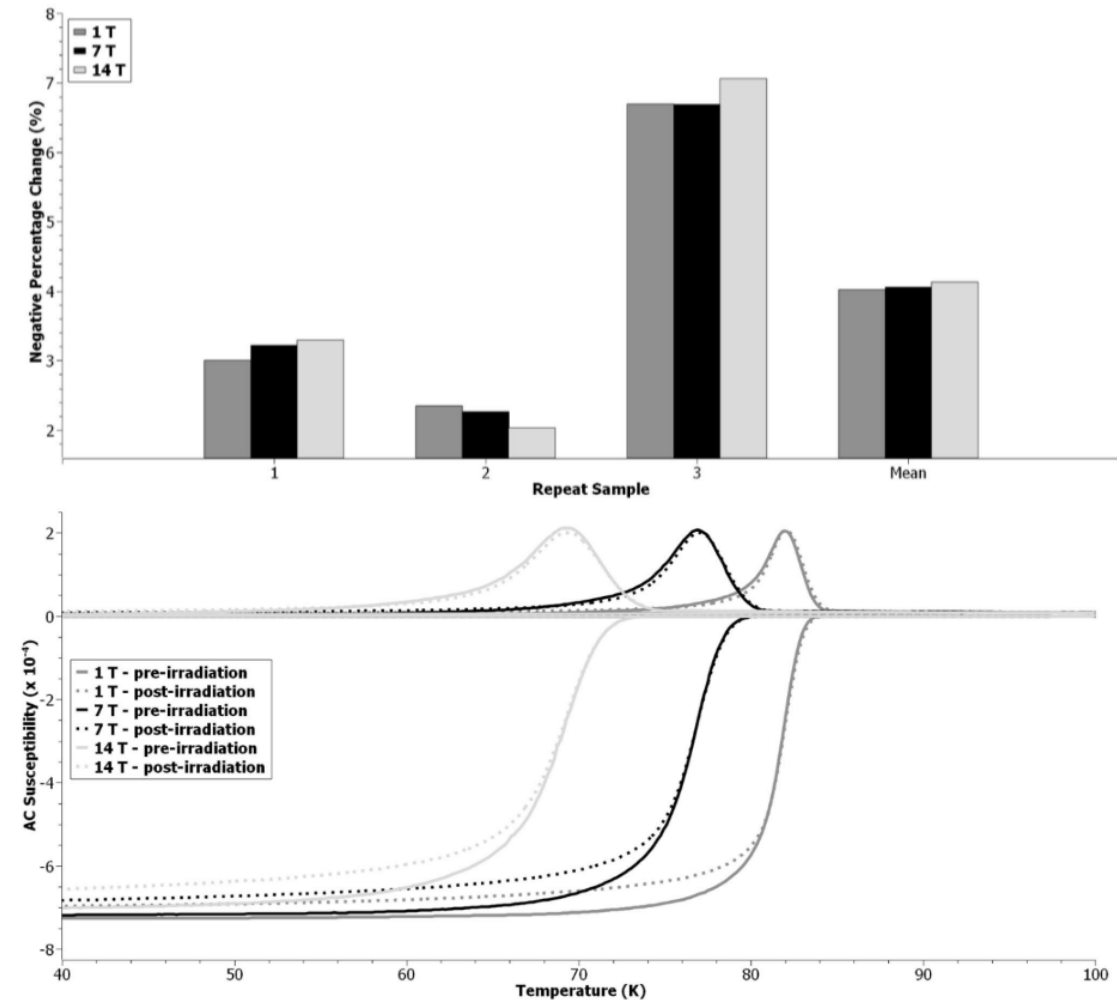 8
7
6
5
4
3
2
Negative Percentage Change (%)
1 T
7 T
14 T
1 2 3 Mean
Repeat Sample
2
0
-2
-4
-6
-8
AC Susceptibility (x 10⁻⁴)
1 T - pre-irradiation
1 T - post-irradiation
7 T - pre-irradiation
7 T - post-irradiation
14 T - pre-irradiation
14 T - post-irradiation
40 50 60 70 80 90 100
Temperature (K)